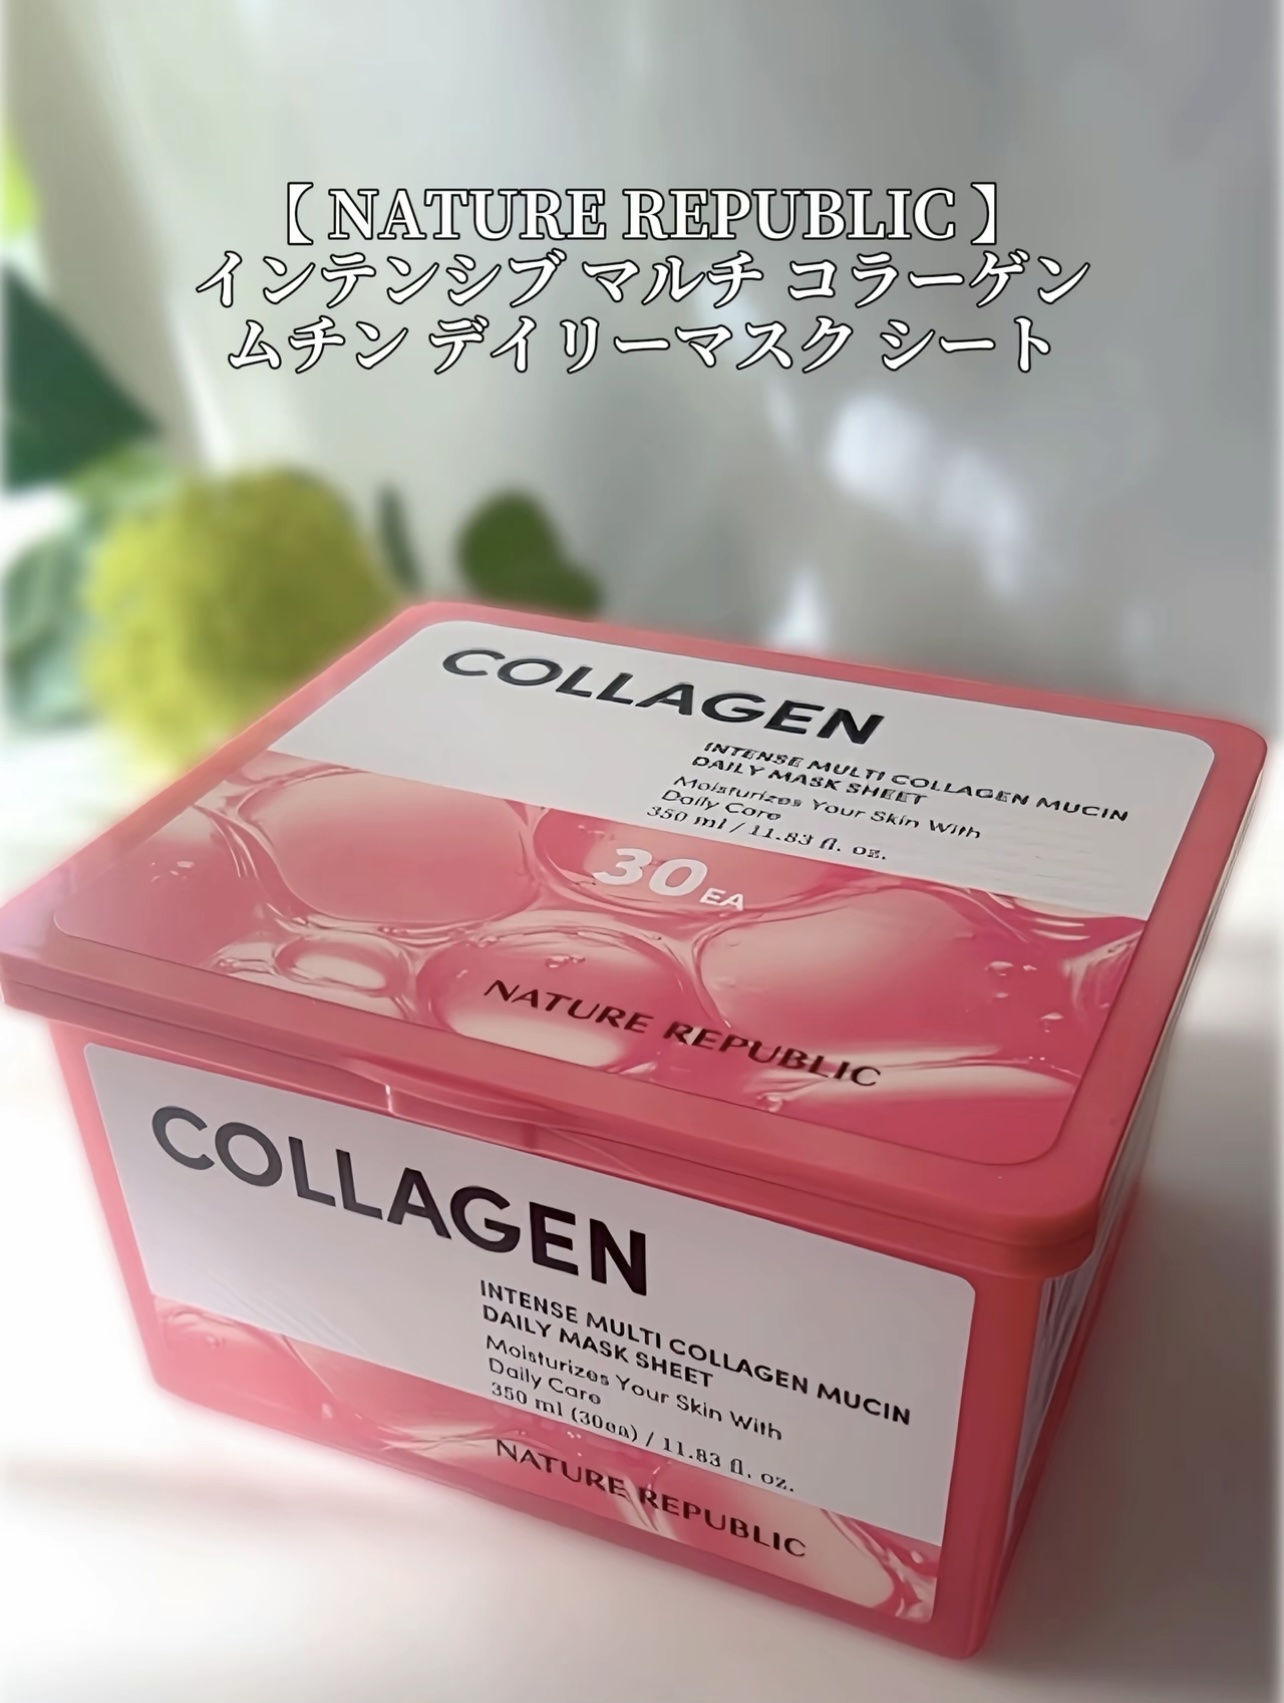 【 NATURE REPUBLIC 】
インテンシブ マルチ コラーゲン
ムチン デイリーマスク シート
COLLAGEN
INTENSE MULTI COLLAGEN MUCIN
DAILY MASK SHEET
Moisturizes Your Skin With
Daily Care
350 ml / 11.83 fl. oz.
30 EA
NATURE REPUBLIC
COLLAGEN
INTENSE MULTI COLLAGEN MUCIN
DAILY MASK SHEET
Moisturizes Your Skin With
Daily Care
350 ml (30ea) / 11.83 fl. oz.
NATURE REPUBLIC